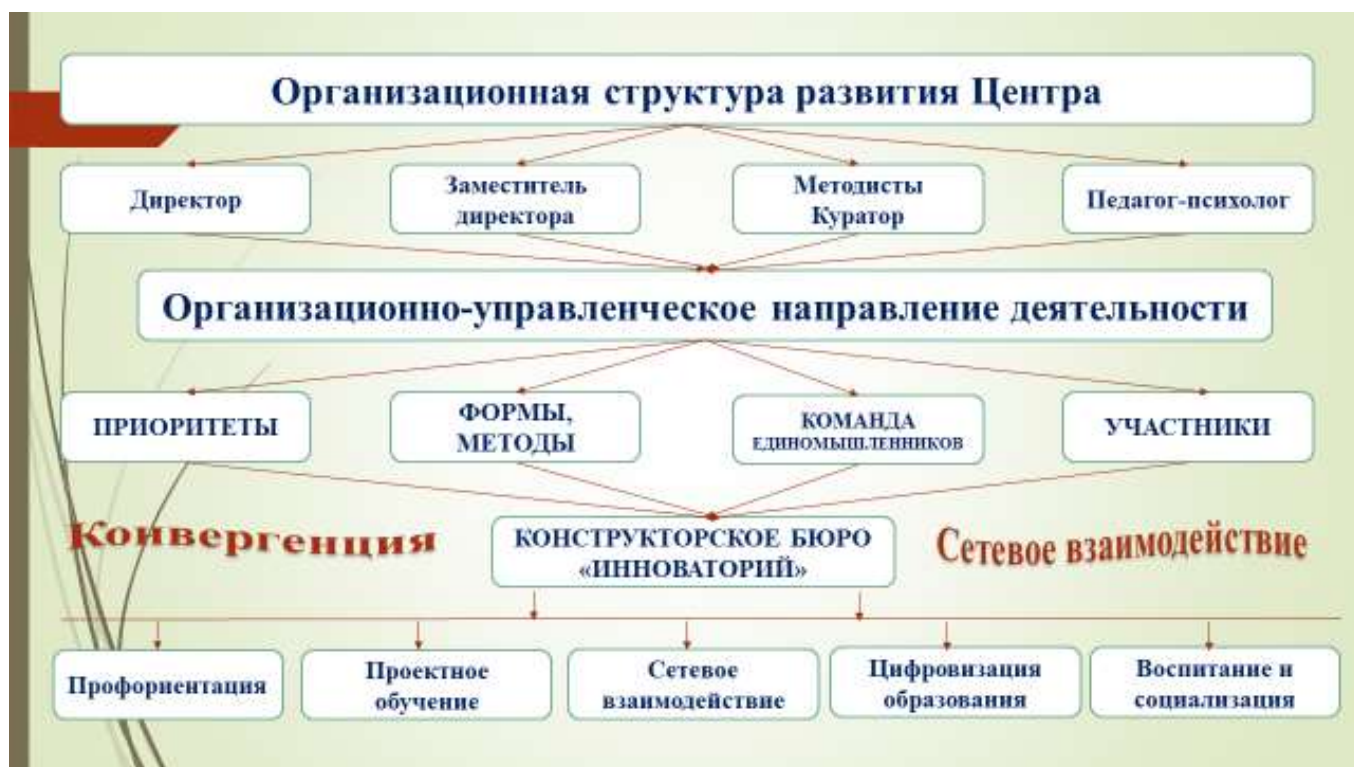 Организационная структура развития Центра
Директор
Заместитель
директора
Методисты
Куратор
Педагог-психолог
Организационно-управленческое направление деятельности
ПРИОРИТЕТЫ
ФОРМЫ,
МЕТОДЫ
КОМАНДА
ЕДИНОМЫШЛЕННИКОВ
УЧАСТНИКИ
Конвергенция
КОНСТРУКТОРСКОЕ БЮРО
«ИННОВАТОРИЙ»
Сетевое взаимодействие
Профориентация
Проектное
обучение
Сетевое
взаимодействие
Цифровизация
образования
Воспитание и
социализация